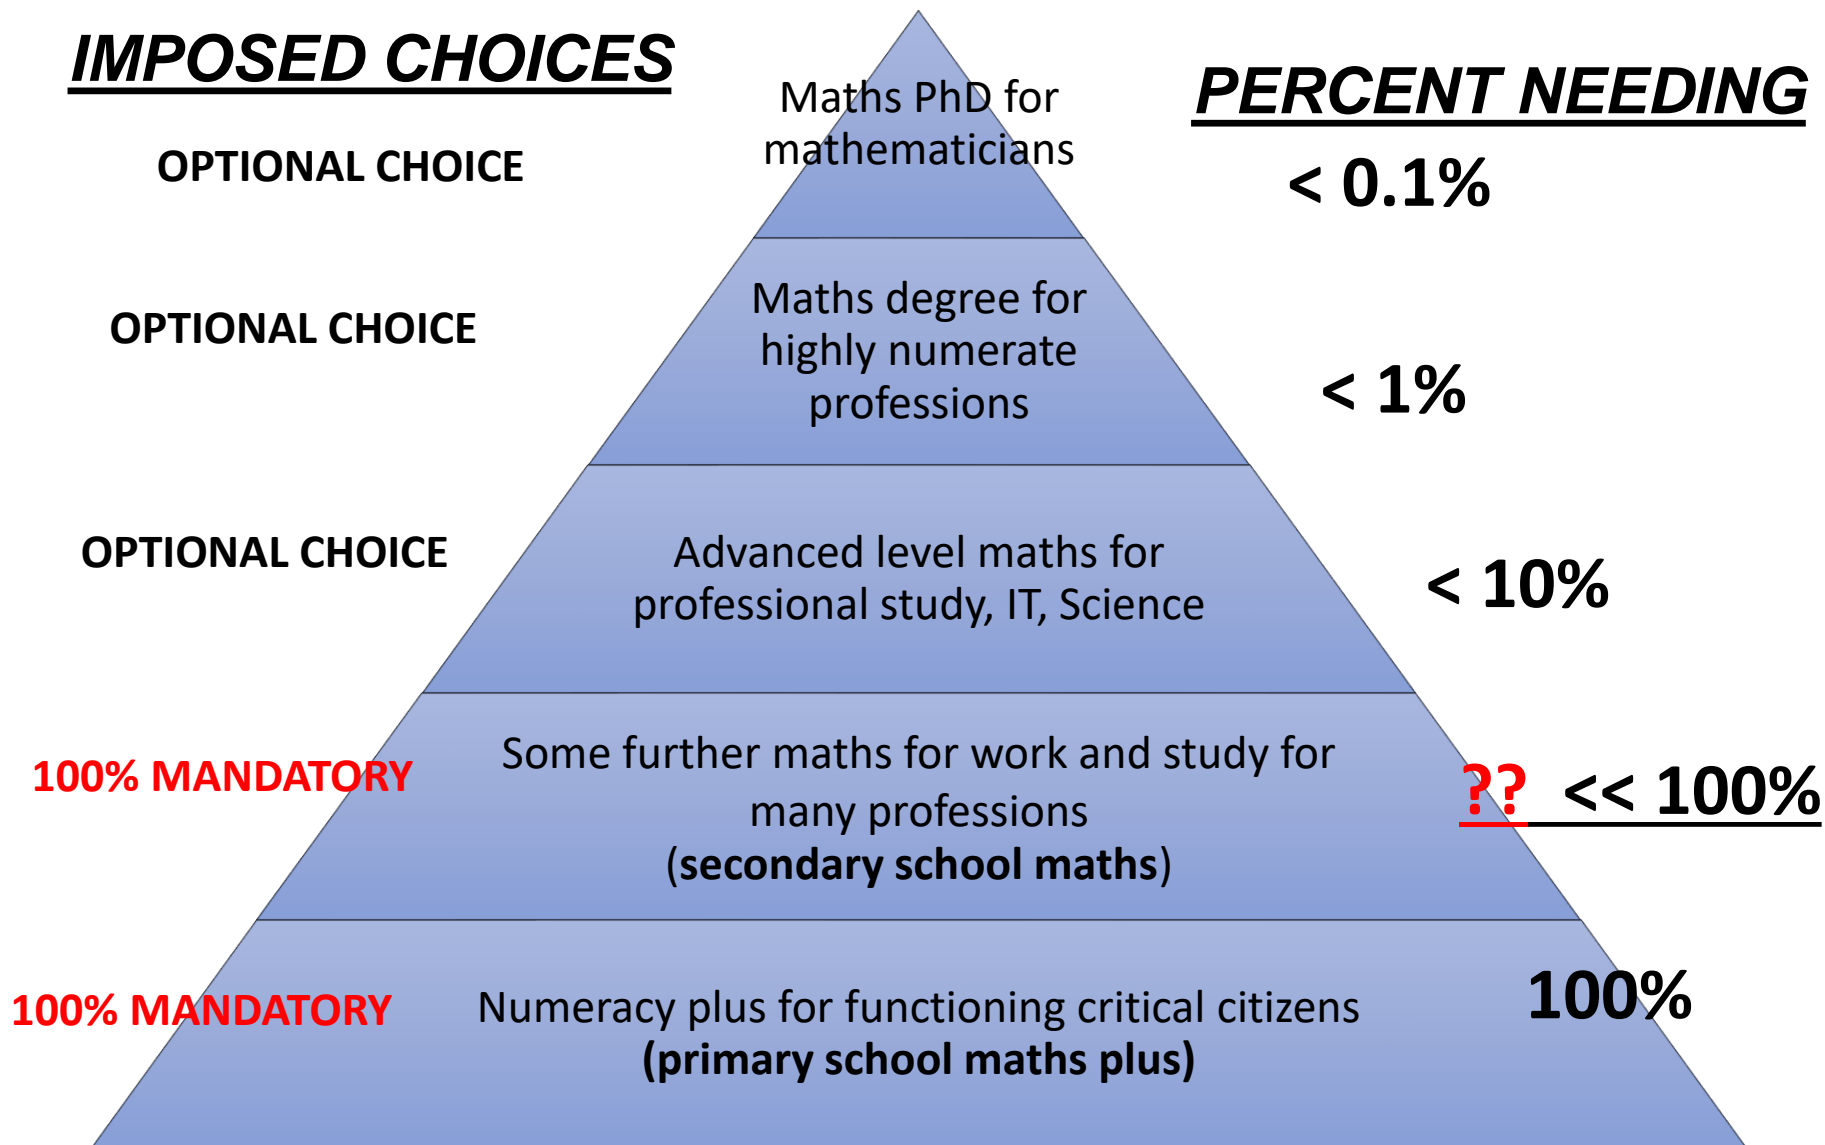 IMPOSED CHOICES
PERCENT NEEDING
Maths PhD for
mathematicians
OPTIONAL CHOICE
< 0.1%
Maths degree for
highly numerate
professions
OPTIONAL CHOICE
< 1%
OPTIONAL CHOICE
Advanced level maths for
professional study, IT, Science
< 10%
100% MANDATORY
Some further maths for work and study for
many professions
(secondary school maths)
?? << 100%
100% MANDATORY
Numeracy plus for functioning critical citizens
(primary school maths plus)
100%